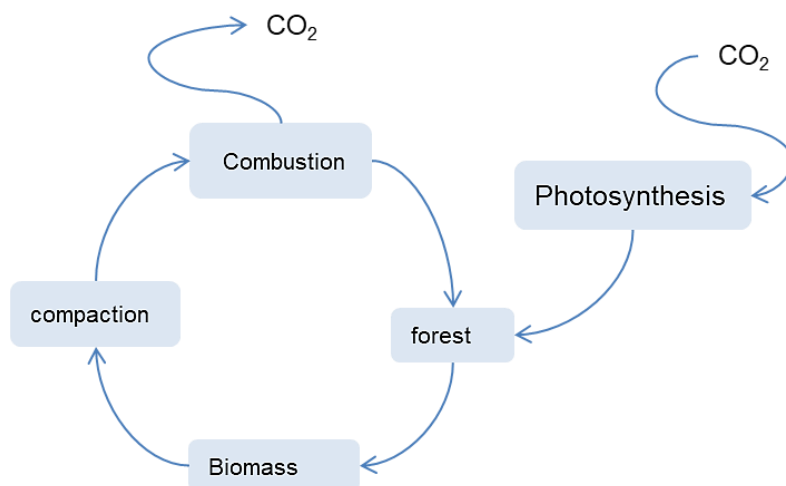 CO₂
CO₂
Combustion
Photosynthesis
compaction
forest
Biomass